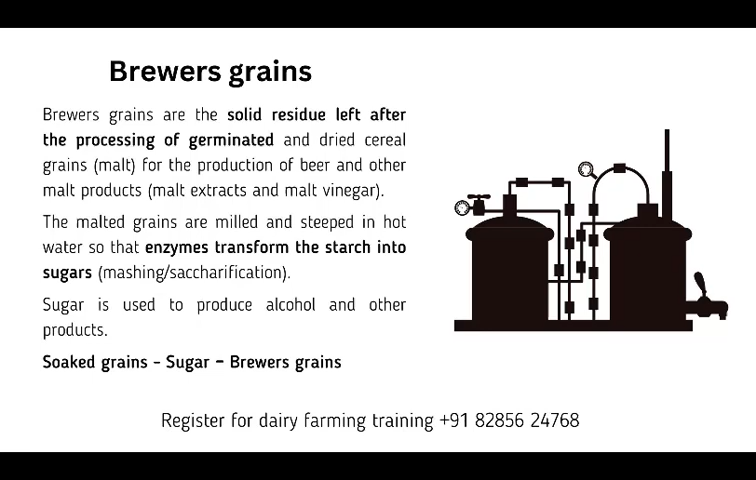 Brewers grains
Brewers grains are the solid residue left after
the processing of germinated and dried cereal
grains (malt) for the production of beer and other
malt products (malt extracts and malt vinegar).
The malted grains are milled and steeped in hot
water so that enzymes transform the starch into
sugars (mashing/saccharification).
Sugar is used to produce alcohol and other
products.
Soaked grains - Sugar – Brewers grains
Register for dairy farming training +91 82856 24768